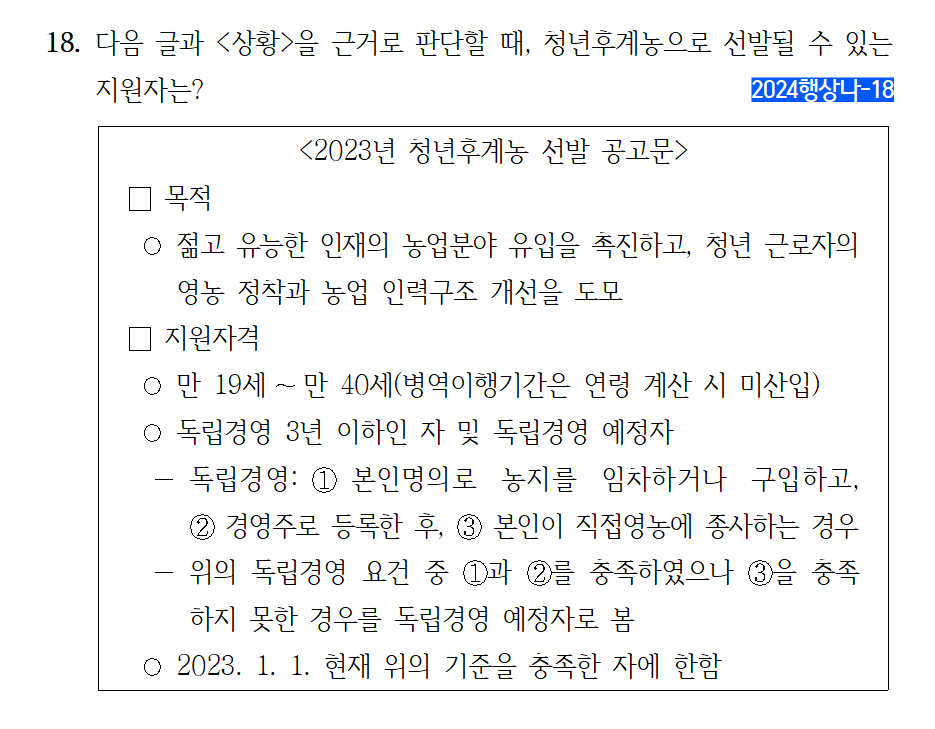 18. 다음 글과 <상황>을 근거로 판단할 때, 청년후계농으로 선발될 수 있는
지원자는?
2024행상나-18
<2023년 청년후계농 선발 공고문>
□ 목적
○ 젊고 유능한 인재의 농업분야 유입을 촉진하고, 청년 근로자의
영농 정착과 농업 인력구조 개선을 도모
□ 지원자격
○ 만 19세 ~ 만 40세(병역이행기간은 연령 계산 시 미산입)
○ 독립경영 3년 이하인 자 및 독립경영 예정자
－ 독립경영: ① 본인명의로 농지를 임차하거나 구입하고,
② 경영주로 등록한 후, ③ 본인이 직접영농에 종사하는 경우
－ 위의 독립경영 요건 중 ①과 ②를 충족하였으나 ③을 충족
하지 못한 경우를 독립경영 예정자로 봄
○ 2023. 1. 1. 현재 위의 기준을 충족한 자에 한함